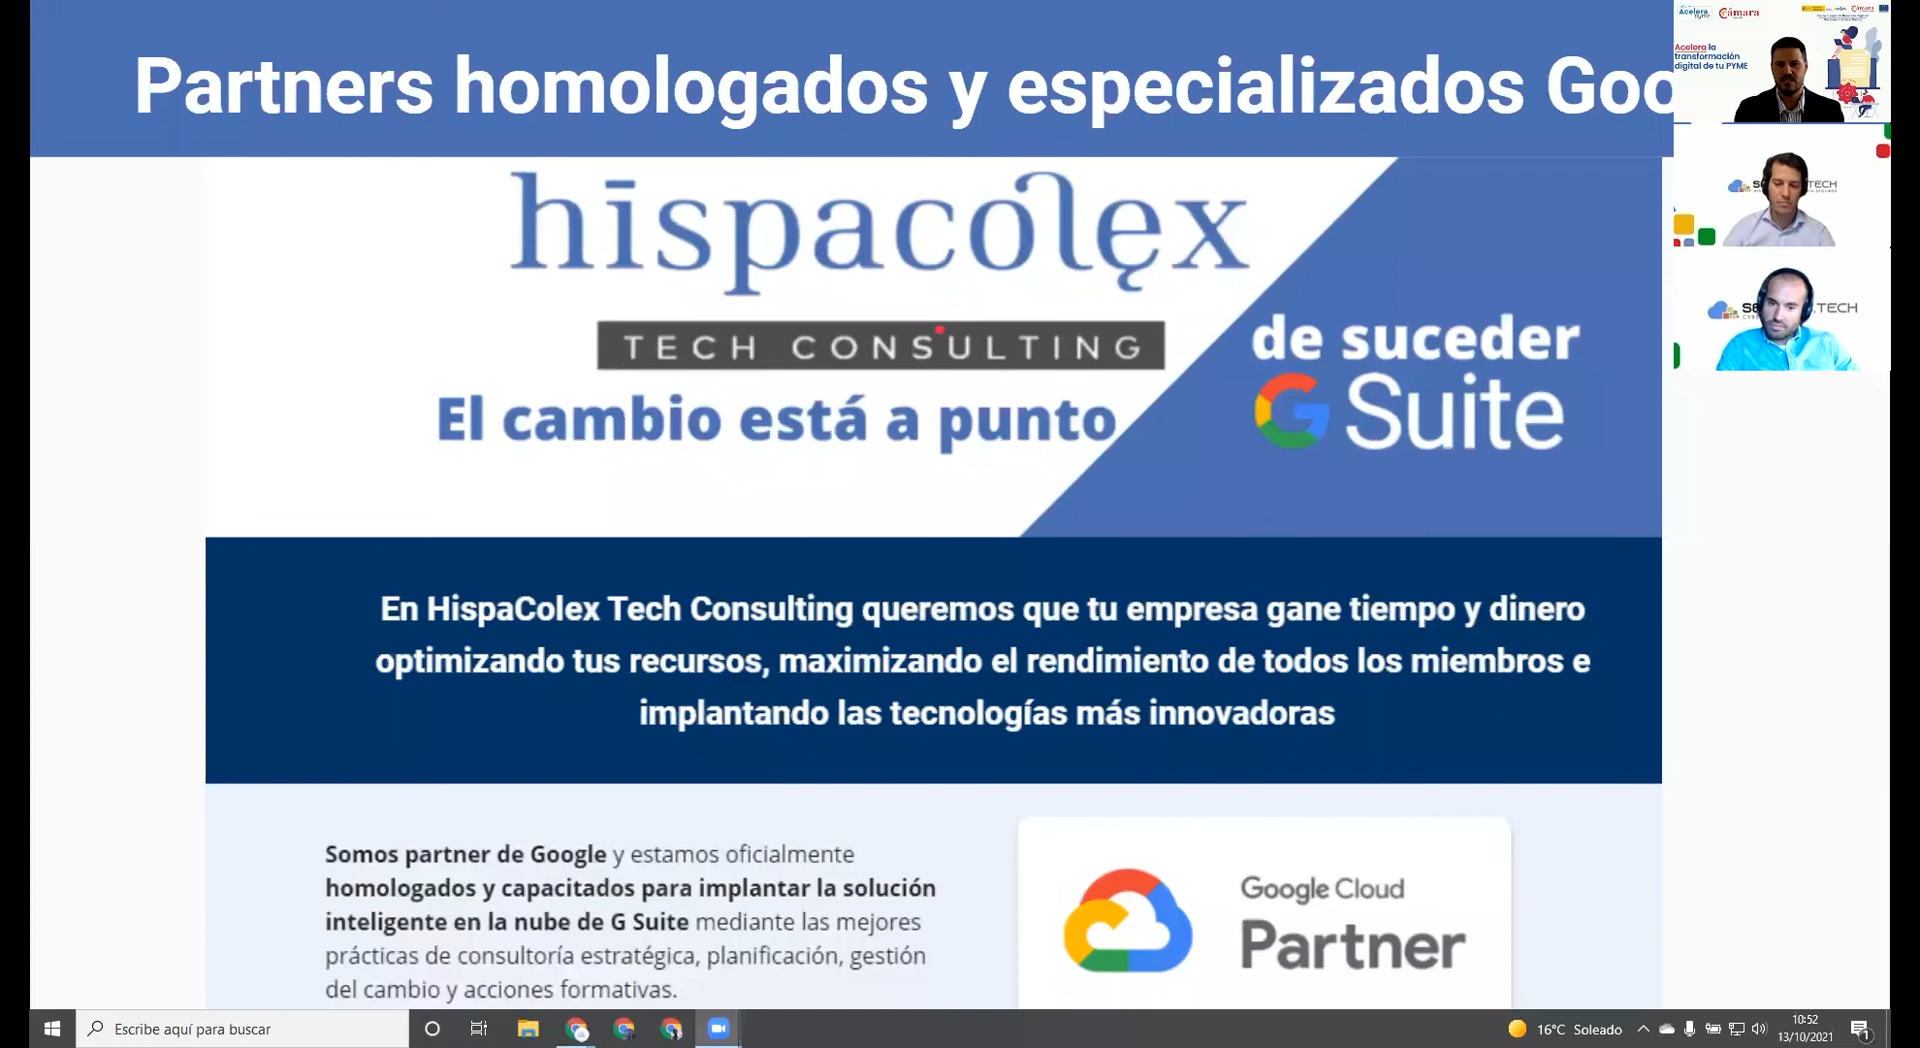 Partners homologados y especializados Goo
hispacolex
TECH CONSULTING
El cambio está a punto
de suceder
G Suite
En HispaColex Tech Consulting queremos que tu empresa gane tiempo y dinero
optimizando tus recursos, maximizando el rendimiento de todos los miembros e
implantando las tecnologías más innovadoras
Somos partner de Google y estamos oficialmente
homologados y capacitados para implantar la solución
inteligente en la nube de G Suite mediante las mejores
prácticas de consultoría estratégica, planificación, gestión
del cambio y acciones formativas.
Google Cloud
Partner
Acelera
pyme
Cámara
Cámara
Acelera la
transformación
digital de tu PYME
TECH
.TECH
Escribe aquí para buscar
16°C Soleado
10:52
13/10/2021
1